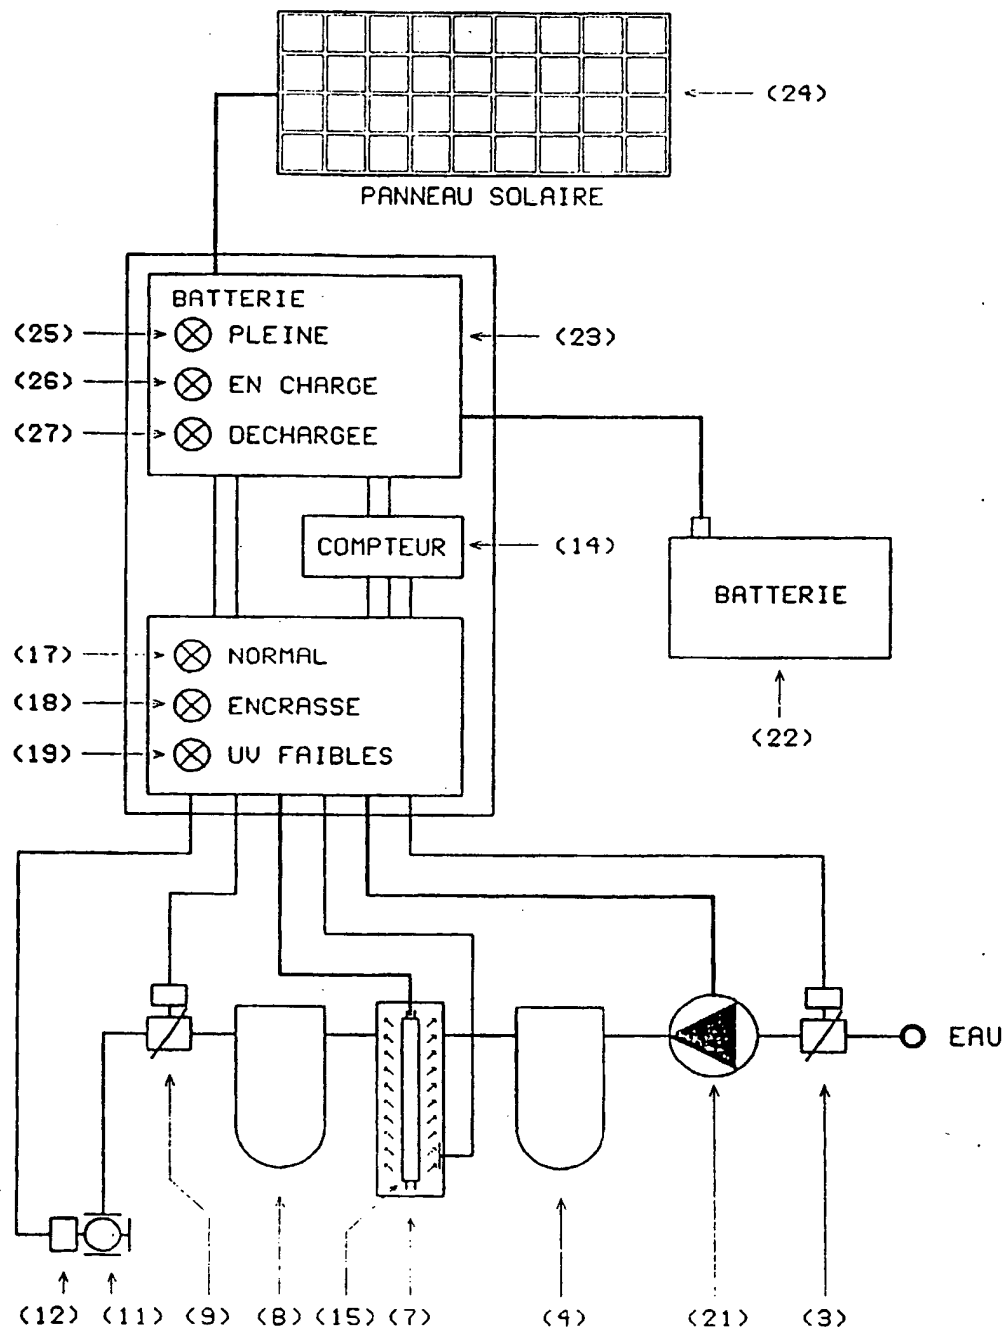 (24)
PANNEAU SOLAIRE
BATTERIE
(25) PLEINE (23)
(26) EN CHARGE
(27) DECHARGEE
COMPTEUR (14)
BATTERIE
(17) NORMAL
(18) ENCRASSE
(22)
(19) UV FAIBLES
EAU
(12) (11) (9) (8) (15) (7) (4) (21) (3)